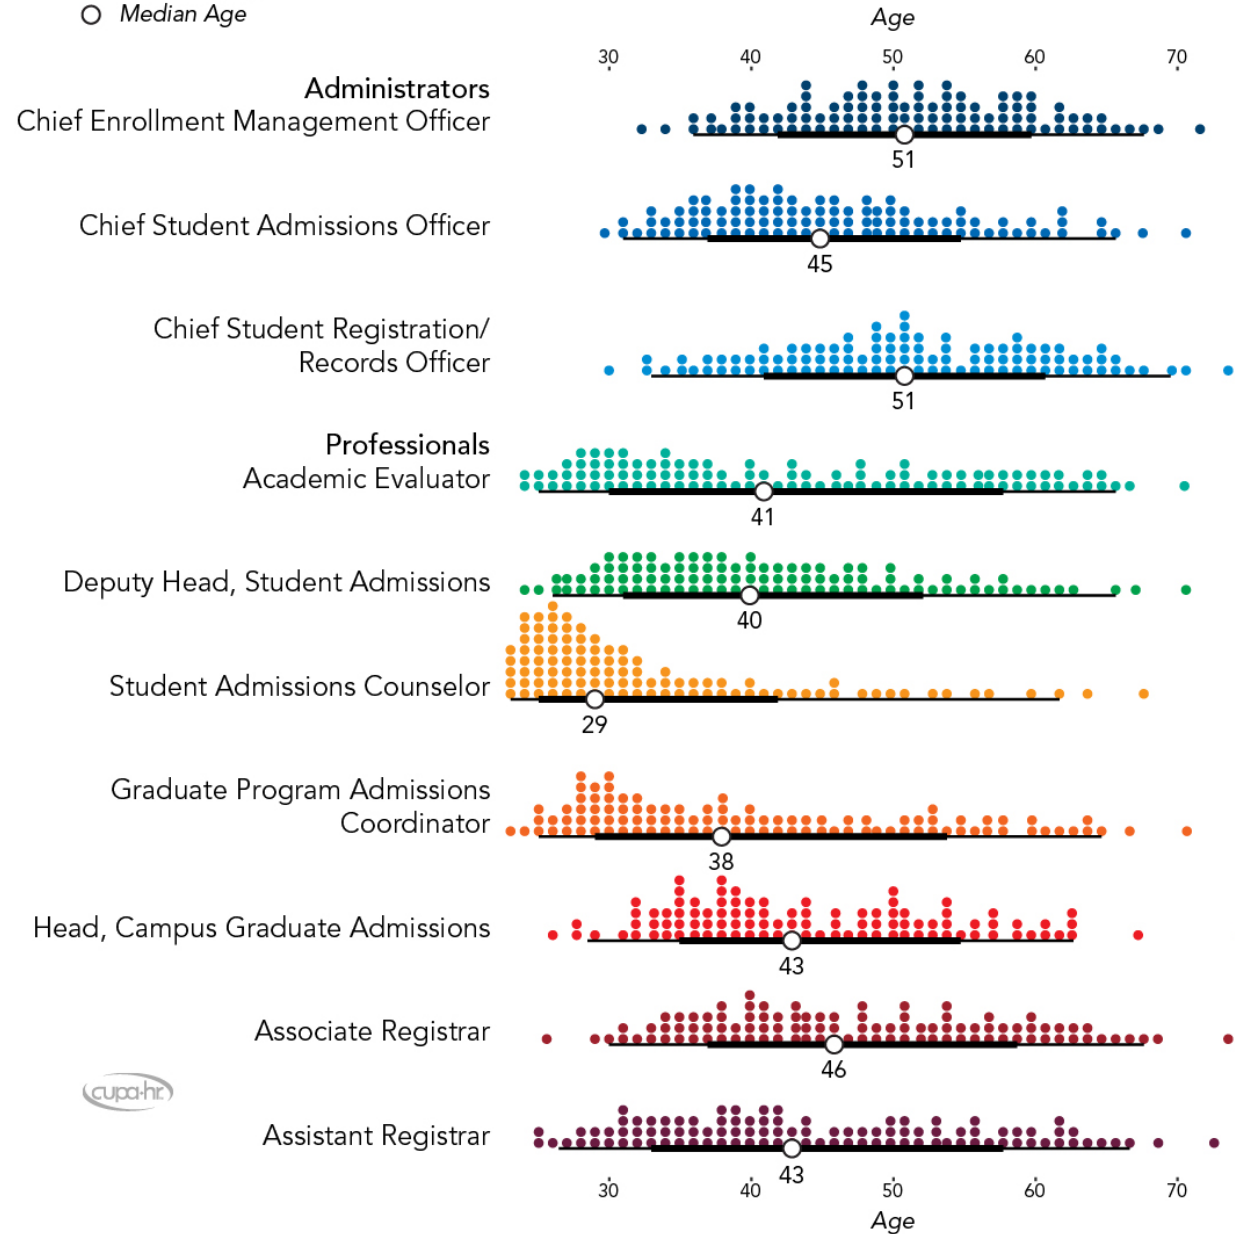 Median Age
Age
30 40 50 60 70
Administrators
Chief Enrollment Management Officer
51
Chief Student Admissions Officer
45
Chief Student Registration/
Records Officer
51
Professionals
Academic Evaluator
41
Deputy Head, Student Admissions
40
Student Admissions Counselor
29
Graduate Program Admissions
Coordinator
38
Head, Campus Graduate Admissions
43
Associate Registrar
46
cupa-hr
Assistant Registrar
43
30 40 50 60 70
Age